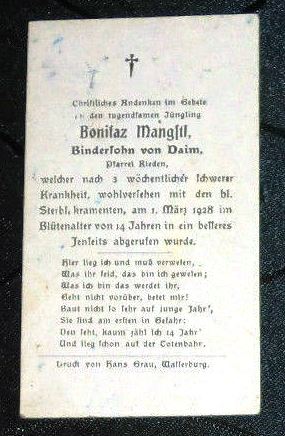 Christliches Andenken im Gebete
an den tugendsamen Jüngling
Bonifaz Mangstl,
Bindersohn von Daim,
Pfarrei Rieden,
welcher nach 3 wöchentlicher schwerer
Krankheit, wohlversehen mit den hl.
Sterbsakramenten, am 1. März 1928 im
Blütenalter von 14 Jahren in ein besseres
Jenseits abgerufen wurde.
Hier lieg ich und muß verwesen,
Was ihr seid, das bin ich gewesen;
Was ich bin das werdet ihr,
Geht nicht vorüber, betet mir!
Baut nicht so sehr auf junge Jahr',
Sie sind am ersten in Gefahr:
Den seht, kaum zähl ich 14 Jahr'
Und lieg schon auf der Totenbahr.
Druck von Hans Grau, Wasserburg.